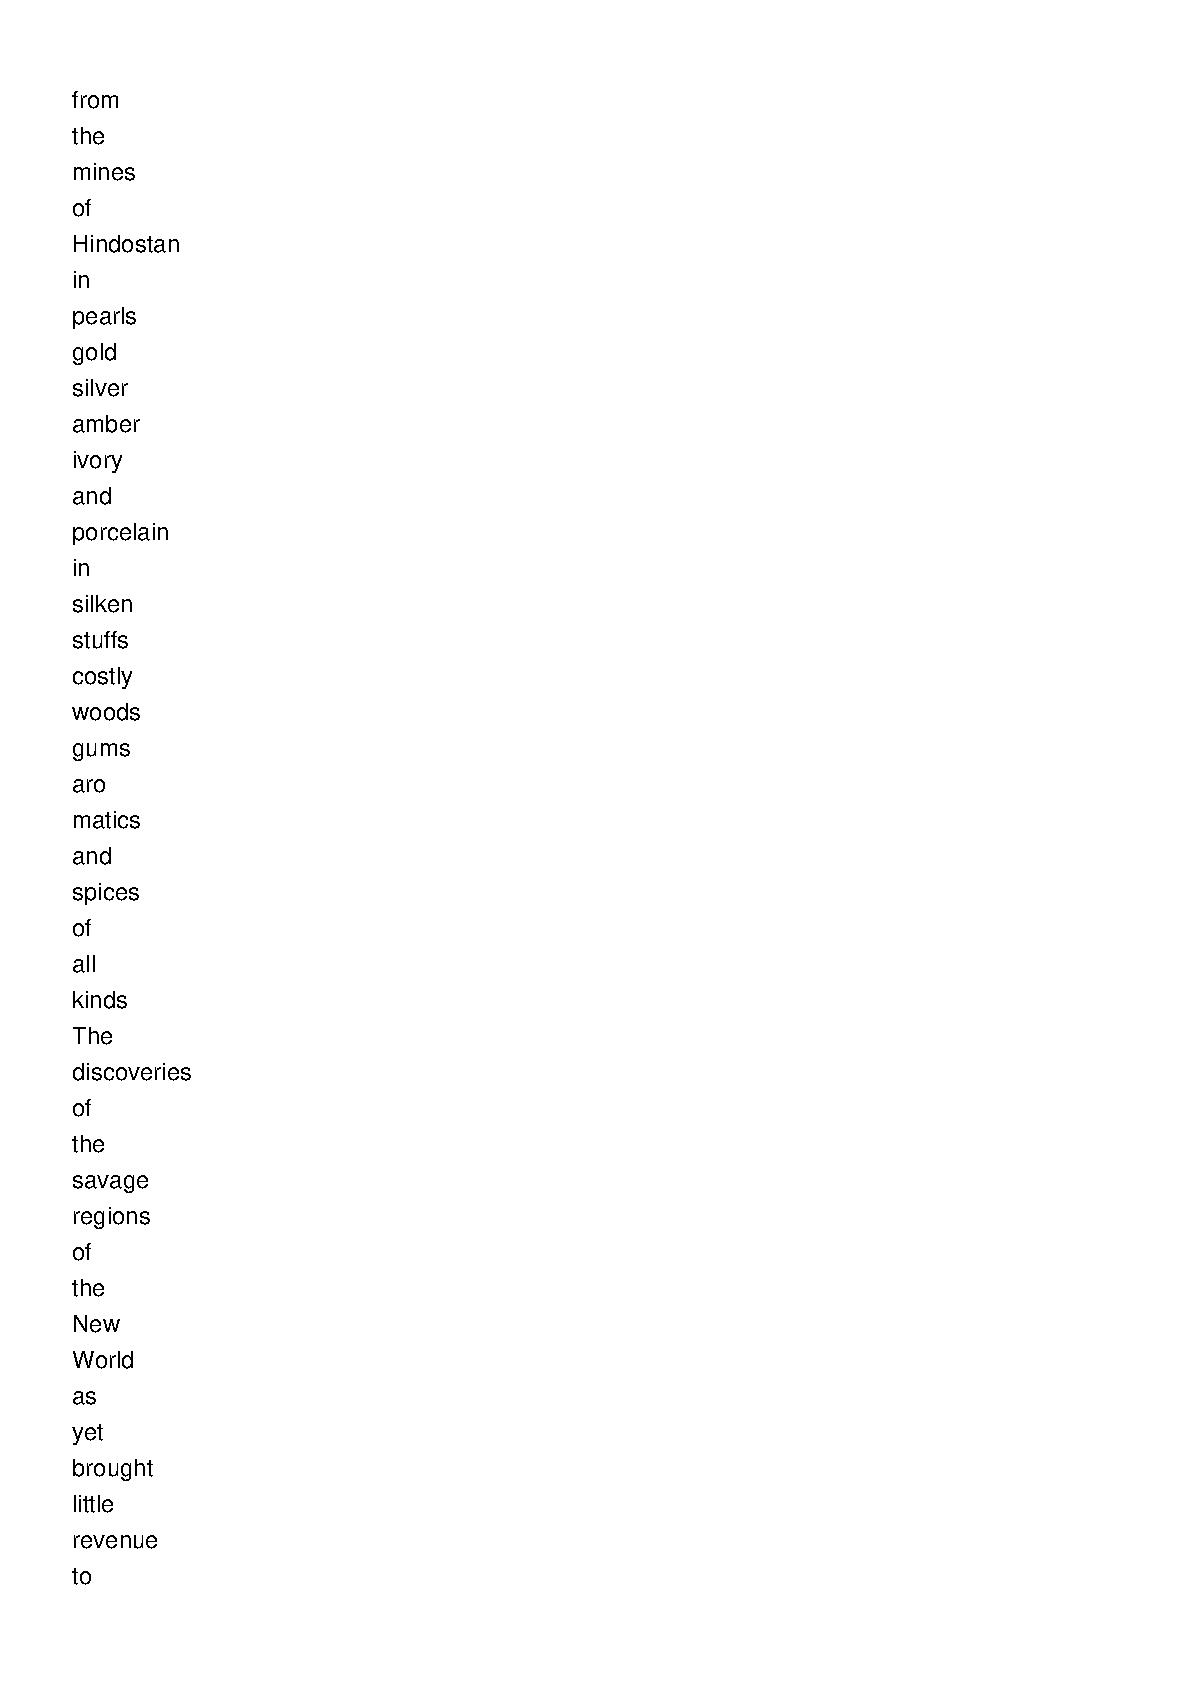 from
the
mines
of
Hindostan
in
pearls
gold
silver
amber
ivory
and
porcelain
in
silken
stuffs
costly
woods
gums
aro
matics
and
spices
of
all
kinds
The
discoveries
of
the
savage
regions
of
the
New
World
as
yet
brought
little
revenue
to